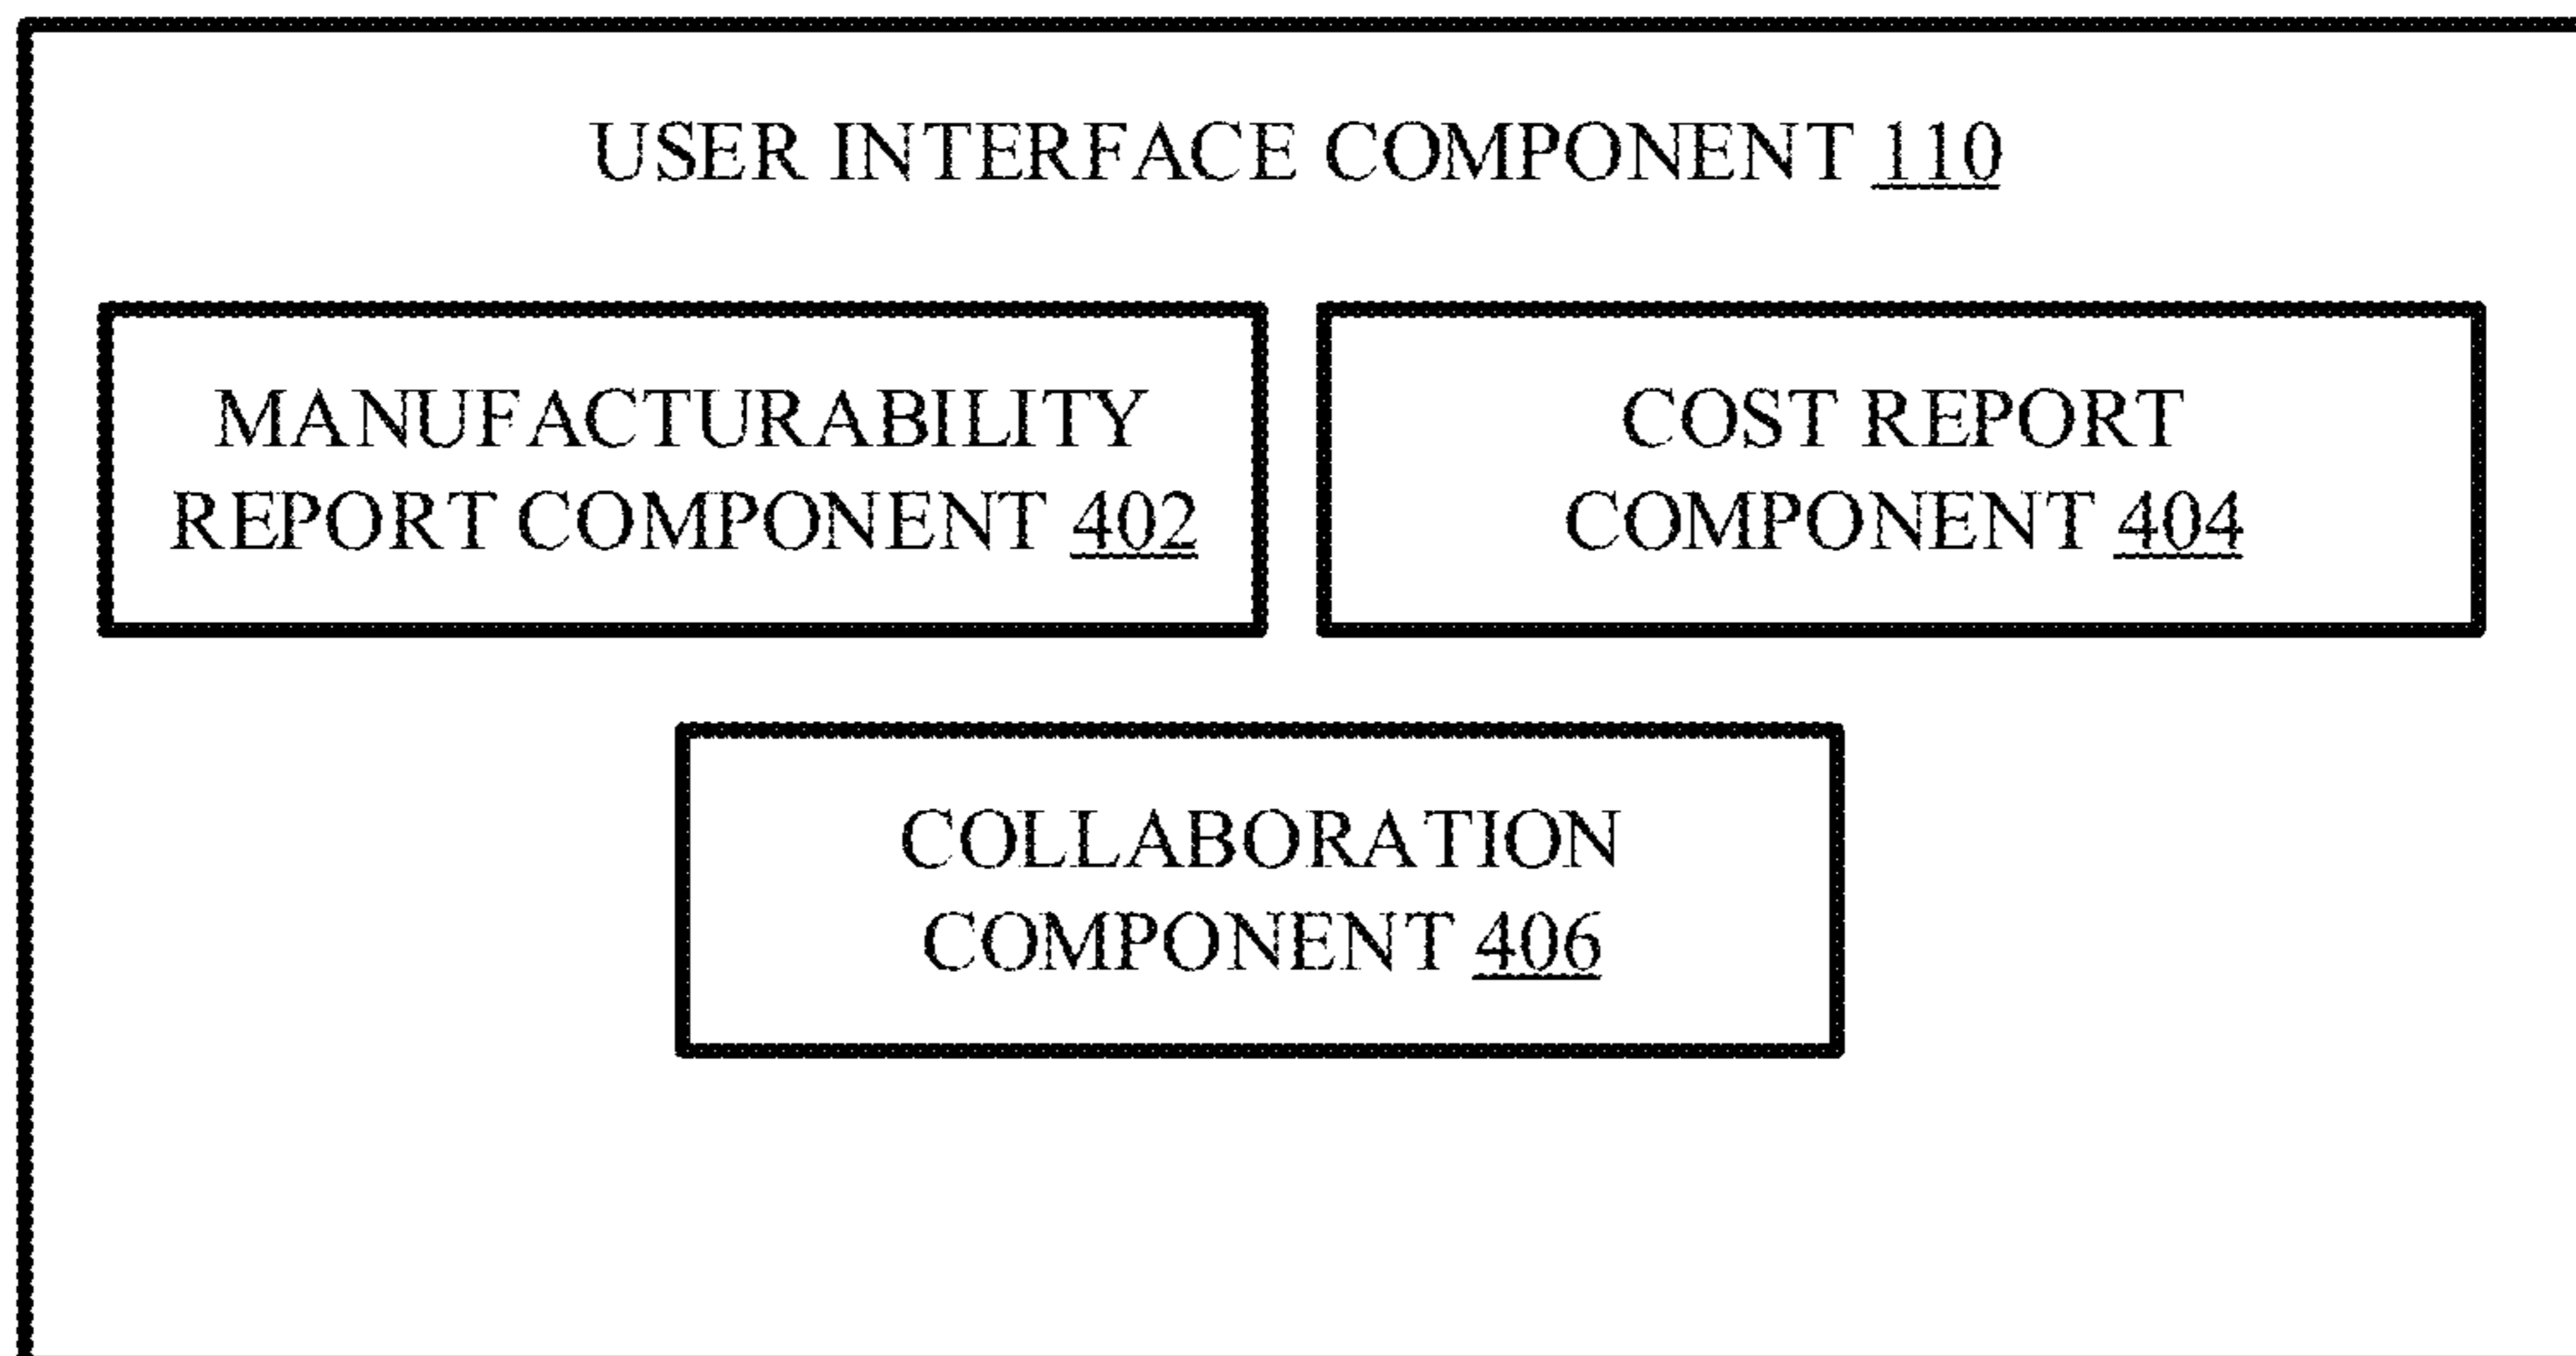 USER INTERFACE COMPONENT 110
MANUFACTURABILITY
REPORT COMPONENT 402
COST REPORT
COMPONENT 404
COLLABORATION
COMPONENT 406